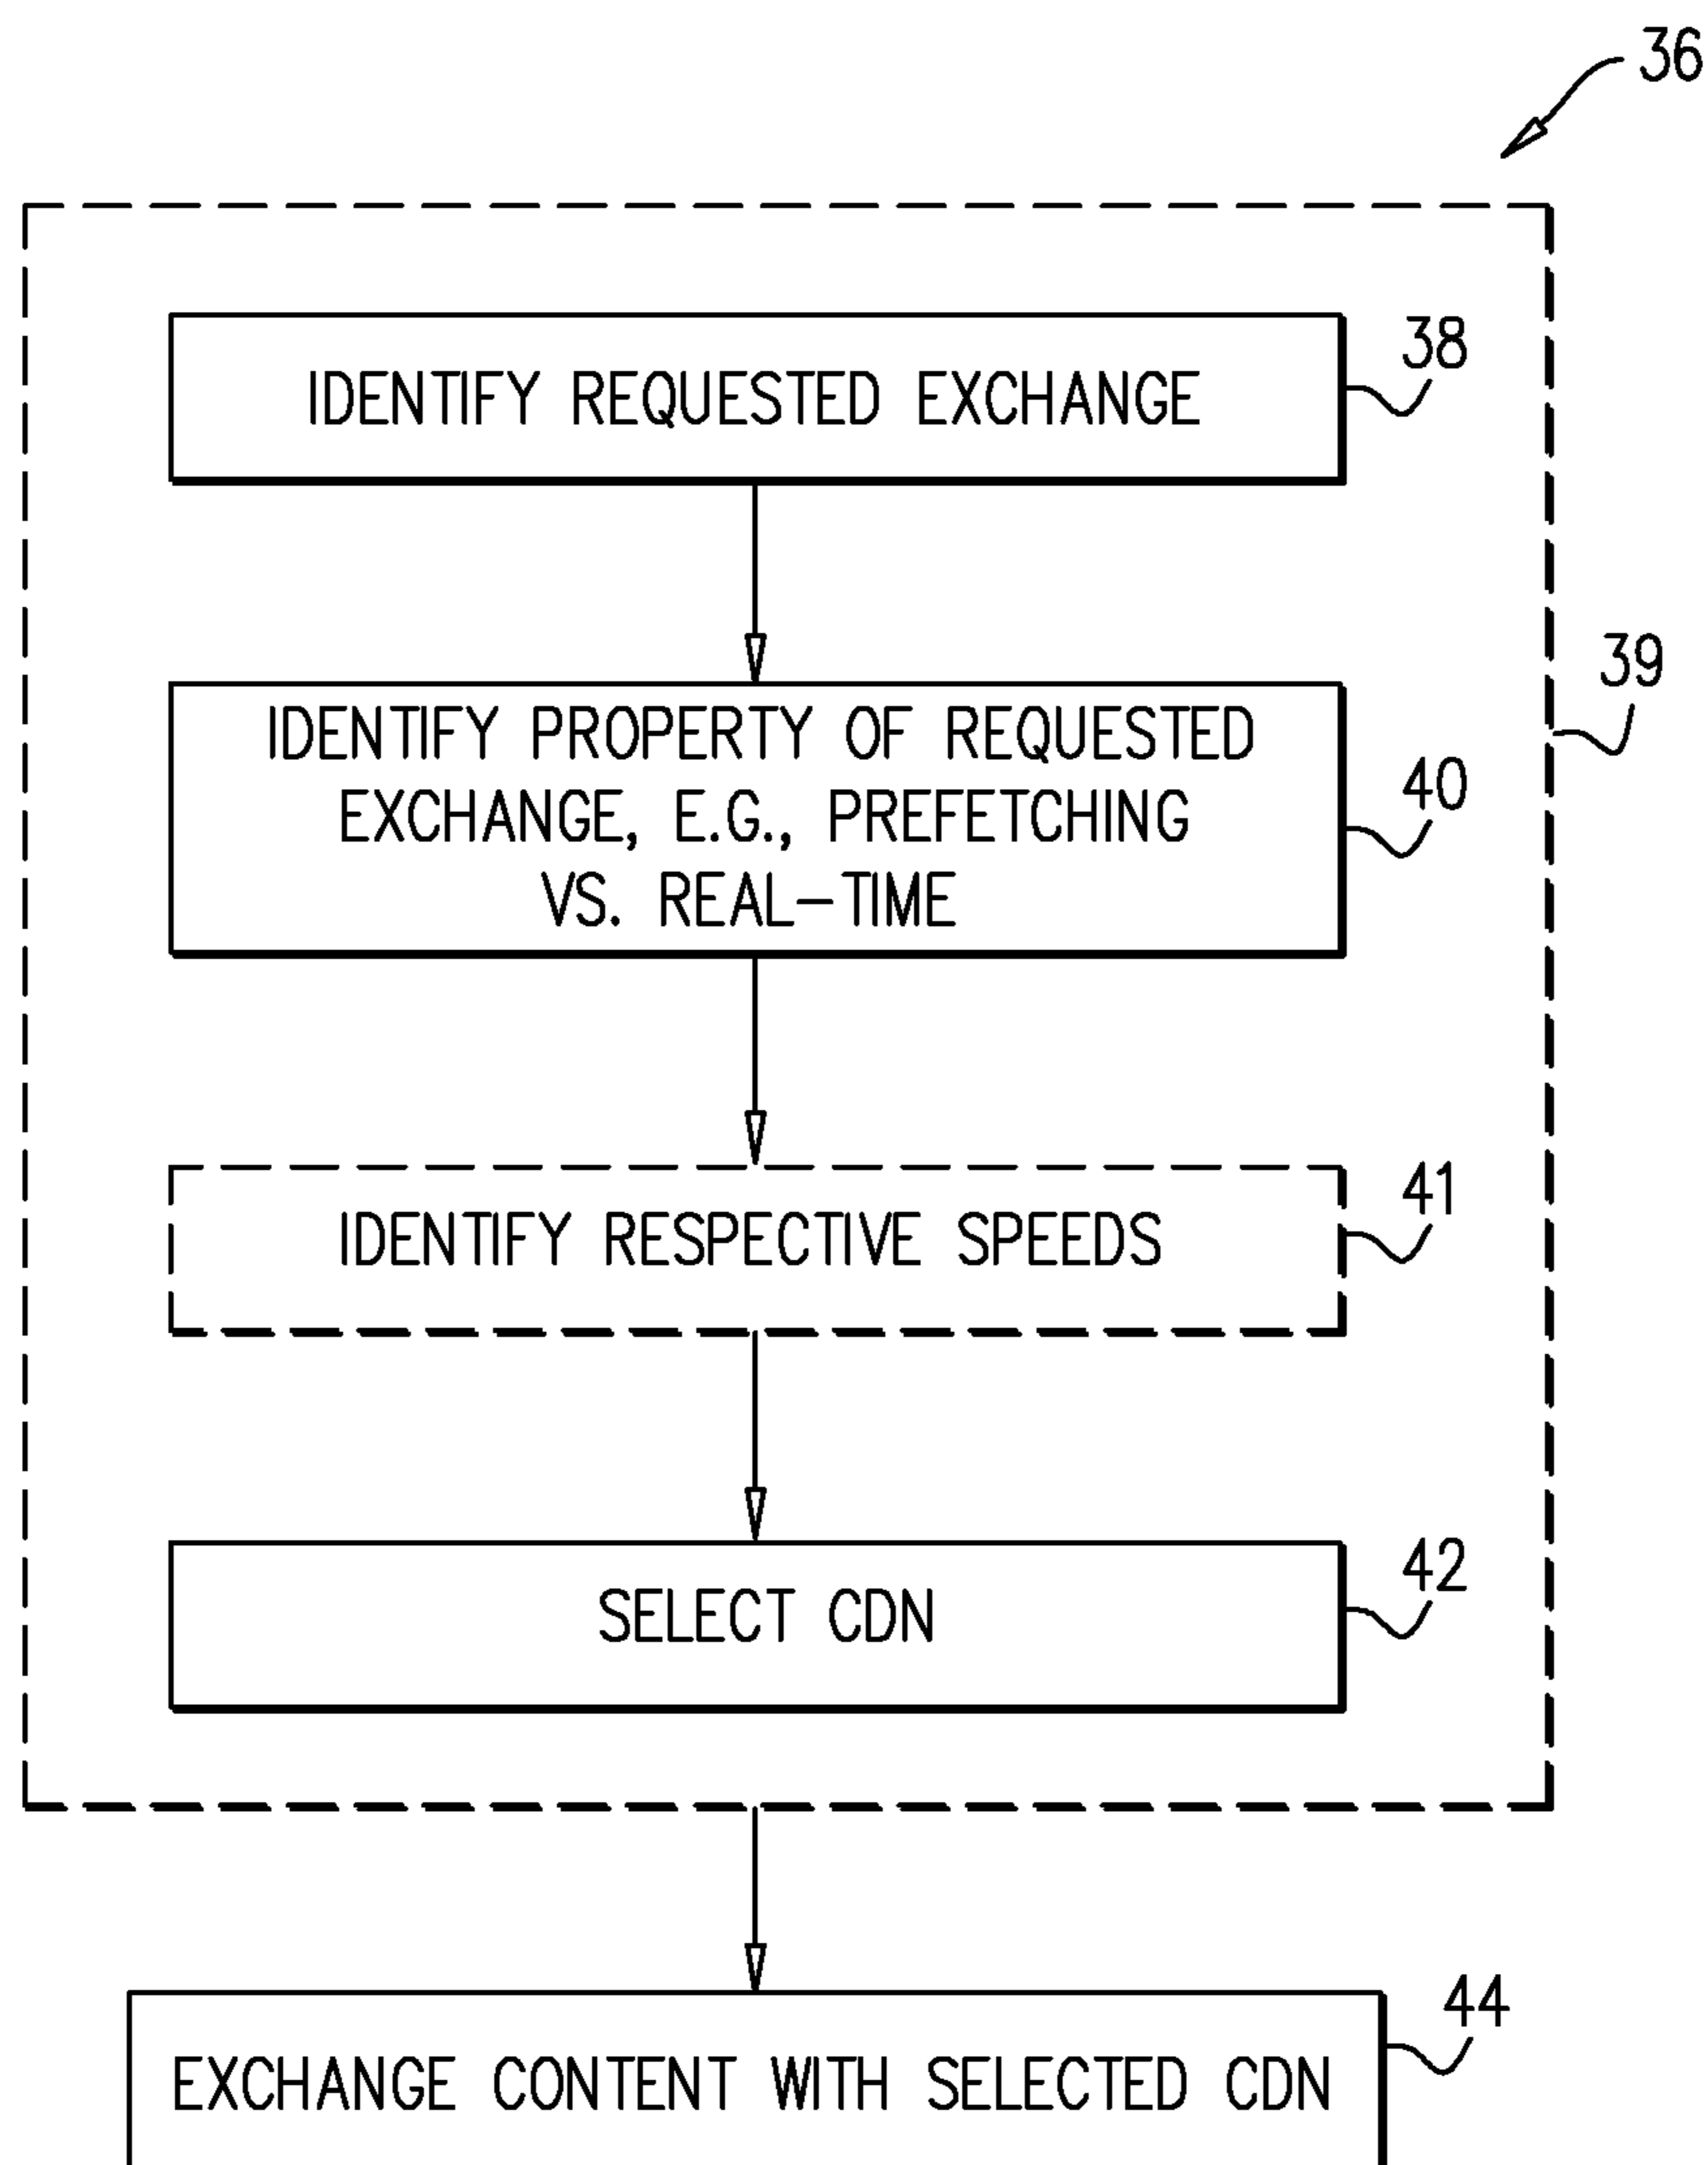 36
38
IDENTIFY REQUESTED EXCHANGE
39
IDENTIFY PROPERTY OF REQUESTED
EXCHANGE, E.G., PREFETCHING
VS. REAL-TIME
40
41
IDENTIFY RESPECTIVE SPEEDS
42
SELECT CDN
44
EXCHANGE CONTENT WITH SELECTED CDN